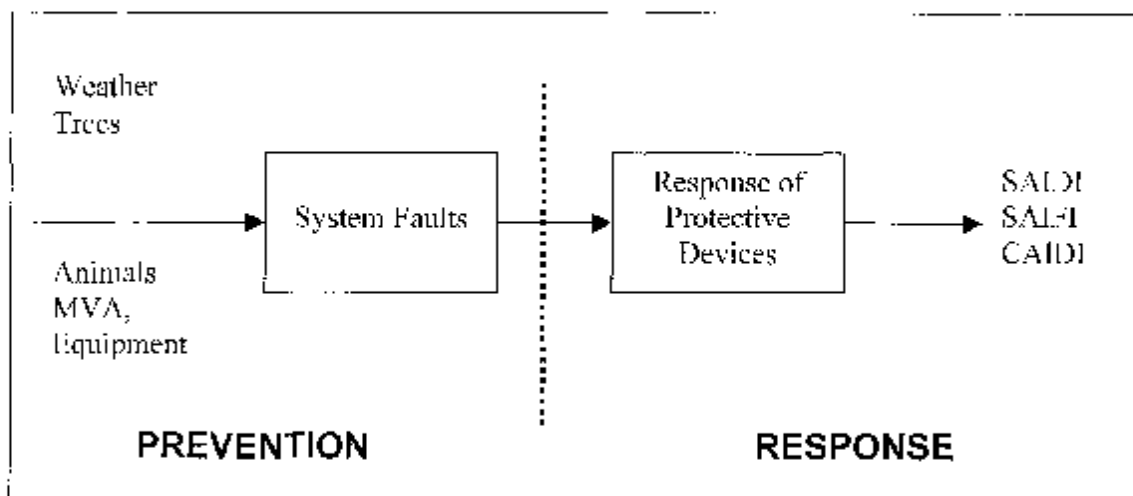 Weather
Trees
System Faults
Animals
MVA,
Equipment
PREVENTION
Response of
Protective
Devices
SAIDI
SAIFI
CAIDI
RESPONSE